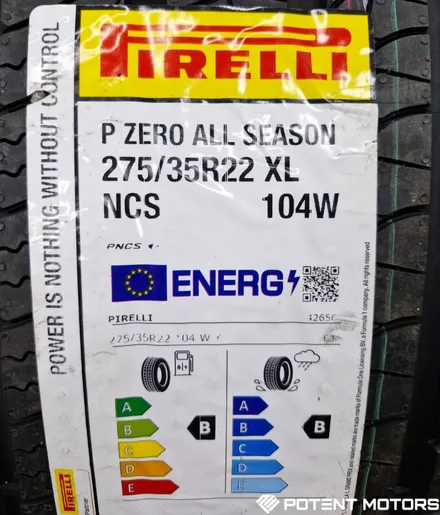 PIRELLI
POWER IS NOTHING WITHOUT CONTROL
P ZERO ALL SEASON
275/35R22 XL
NCS 104W
PNCS
ENERG
PIRELLI
275/35R22 104 W
A A
B B B B
C C
D D
E E
PIRELLI
POTENT MOTORS